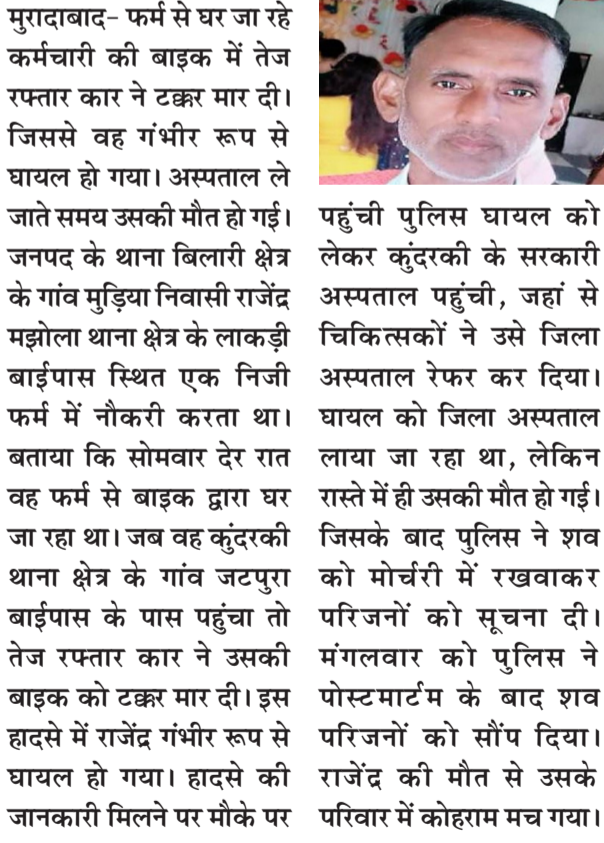 मुरादाबाद- फर्म से घर जा रहे
कर्मचारी की बाइक में तेज
रफ्तार कार ने टक्कर मार दी।
जिससे वह गंभीर रूप से
घायल हो गया। अस्पताल ले
जाते समय उसकी मौत हो गई।
जनपद के थाना बिलारी क्षेत्र
के गांव मुड़िया निवासी राजेंद्र
मझोला थाना क्षेत्र के लाकड़ी
बाईपास स्थित एक निजी
फर्म में नौकरी करता था।
बताया कि सोमवार देर रात
वह फर्म से बाइक द्वारा घर
जा रहा था। जब वह कुंदरकी
थाना क्षेत्र के गांव जटपुरा
बाईपास के पास पहुंचा तो
तेज रफ्तार कार ने उसकी
बाइक को टक्कर मार दी। इस
हादसे में राजेंद्र गंभीर रूप से
घायल हो गया। हादसे की
जानकारी मिलने पर मौके पर
पहुंची पुलिस घायल को
लेकर कुंदरकी के सरकारी
अस्पताल पहुंची, जहां से
चिकित्सकों ने उसे जिला
अस्पताल रेफर कर दिया।
घायल को जिला अस्पताल
लाया जा रहा था, लेकिन
रास्ते में ही उसकी मौत हो गई।
जिसके बाद पुलिस ने शव
को मोर्चरी में रखवाकर
परिजनों को सूचना दी।
मंगलवार को पुलिस ने
पोस्टमार्टम के बाद शव
परिजनों को सौंप दिया।
राजेंद्र की मौत से उसके
परिवार में कोहराम मच गया।